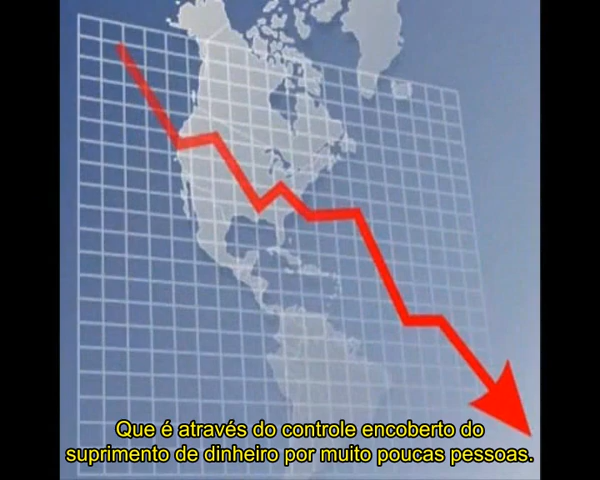 Que é através do controle encoberto do
suprimento de dinheiro por muito poucas pessoas.